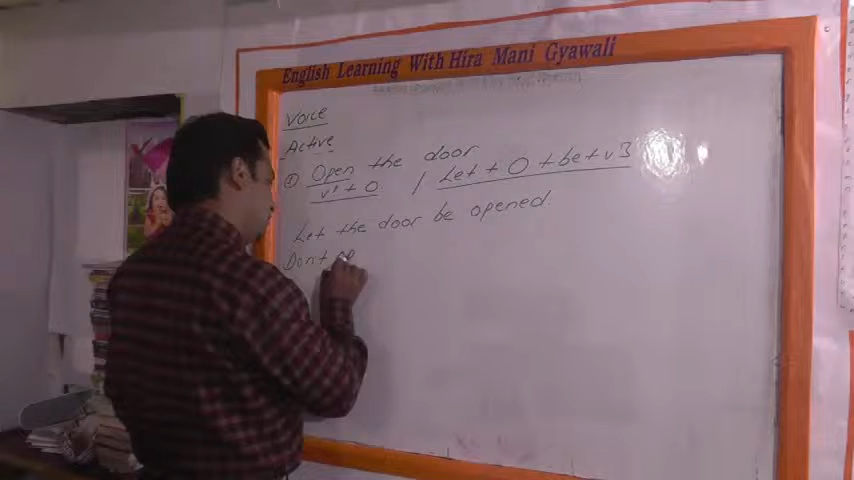 English Learning With Hira Mani Gyawali
Voice
Active
① Open the door
v¹ + O / Let + O + be + v3
Let the door be opened.
Dont op